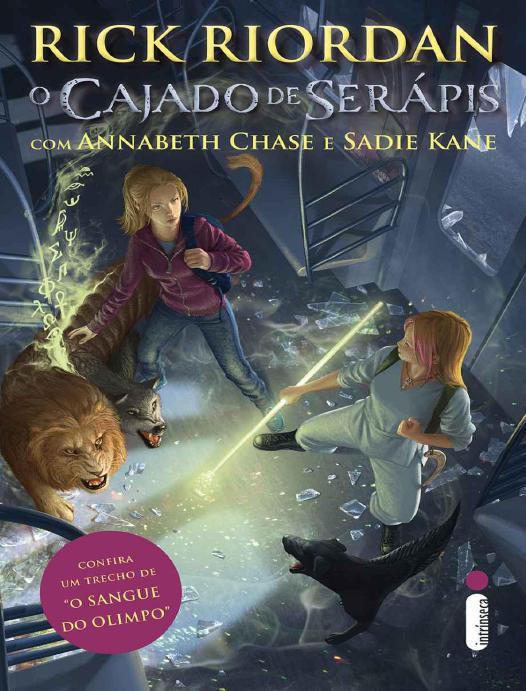 RICK RIORDAN
O CAJADO DE SERÁPIS
COM ANNABETH CHASE E SADIE KANE
CONFIRA
UM TRECHO DE
"O SANGUE
DO OLIMPO"
intrínseca